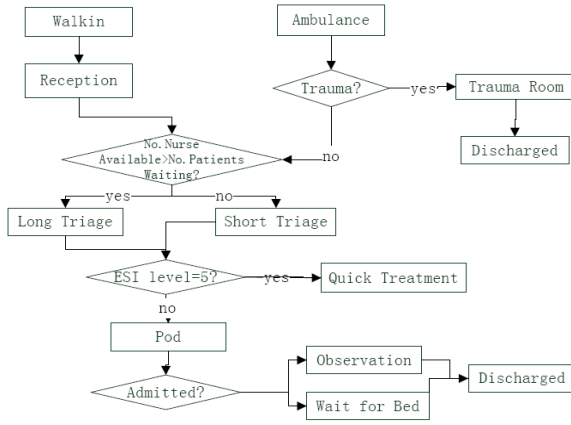 Walkin
Ambulance
Reception
Trauma?
yes
Trauma Room
no
Discharged
No.Nurse
Available>No.Patients
Waiting?
yes
no
Long Triage
Short Triage
ESI level=5?
yes
Quick Treatment
no
Pod
Admitted?
Observation
Wait for Bed
Discharged